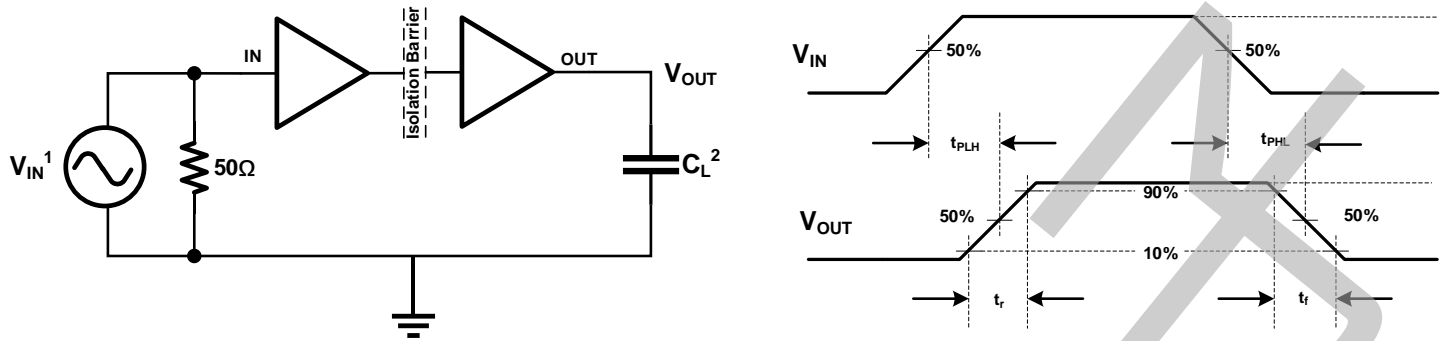 IN
Isolation Barrier
OUT
V_OUT
V_IN^1
50Ω
C_L^2
V_IN
50%
50%
t_PLH
t_PHL
V_OUT
90%
50%
50%
10%
t_r
t_f